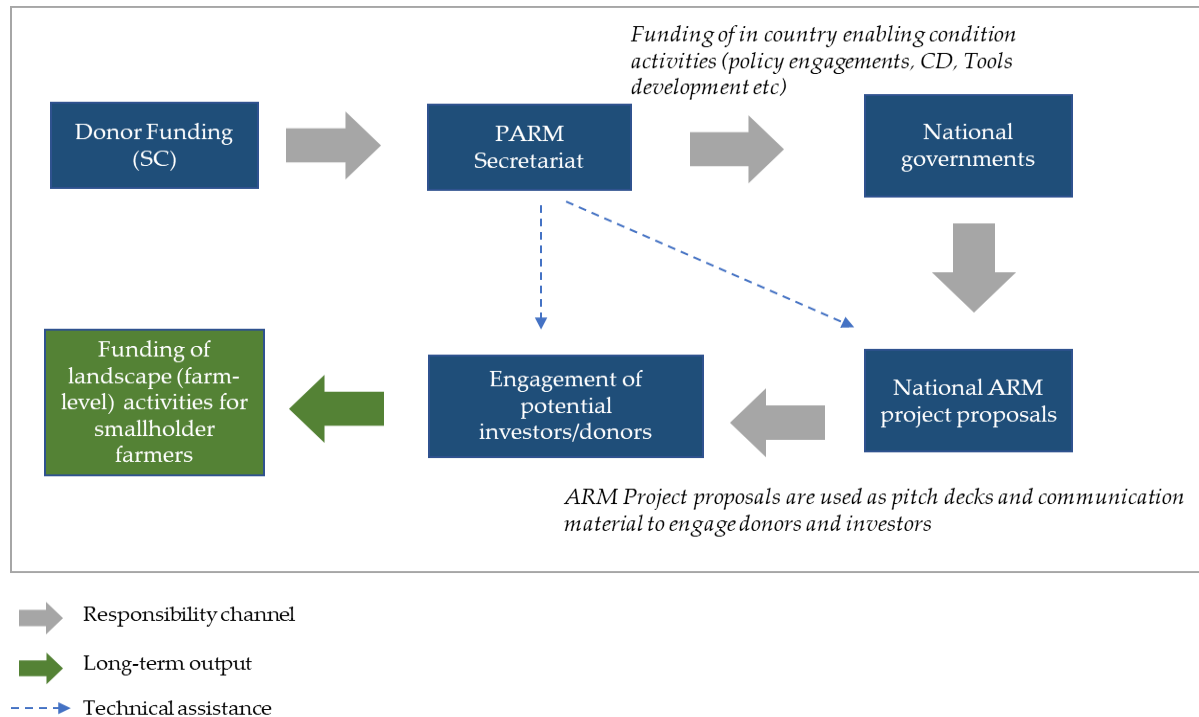 Funding of in country enabling condition
activities (policy engagements, CD, Tools
development etc)
Donor Funding
(SC)
PARM
Secretariat
National
governments
Funding of
landscape (farm-
level) activities for
smallholder
farmers
Engagement of
potential
investors/donors
National ARM
project proposals
ARM Project proposals are used as pitch decks and communication
material to engage donors and investors
Responsibility channel
Long-term output
Technical assistance